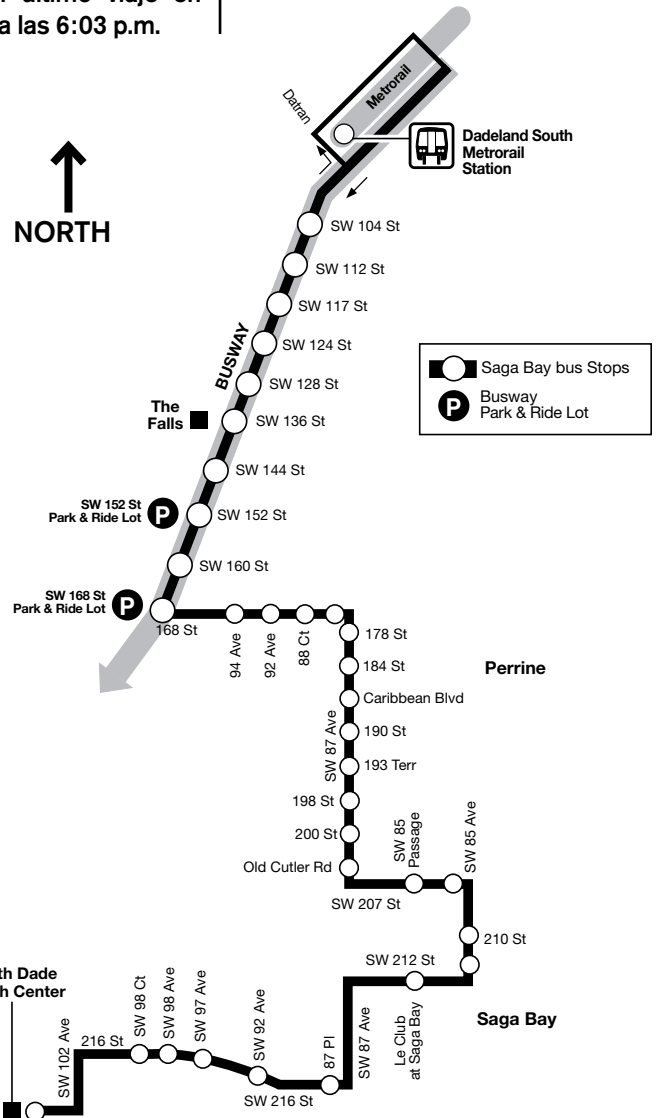 último viaje en
a las 6:03 p.m.
NORTH
Datran
Metrorail
Dadeland South
Metrorail
Station
SW 104 St
SW 112 St
SW 117 St
SW 124 St
BUSWAY
SW 128 St
The
Falls
SW 136 St
Saga Bay bus Stops
P
Busway
Park & Ride Lot
SW 144 St
SW 152 St
Park & Ride Lot
P
SW 152 St
SW 160 St
SW 168 St
Park & Ride Lot
P
168 St
94 Ave
92 Ave
88 Ct
178 St
184 St
Perrine
Caribbean Blvd
SW 87 Ave
190 St
193 Terr
198 St
200 St
Old Cutler Rd
SW 85
Passage
SW 85 Ave
SW 207 St
210 St
SW 212 St
Le Club
at Saga Bay
Saga Bay
SW 87 Ave
87 Pl
SW 92 Ave
SW 216 St
SW 97 Ave
SW 98 Ave
SW 98 Ct
216 St
SW 102 Ave
th Dade
h Center